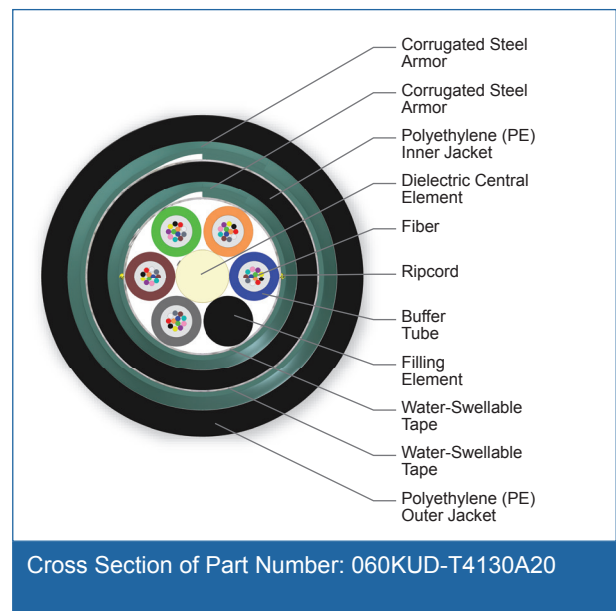 Corrugated Steel
Armor
Corrugated Steel
Armor
Polyethylene (PE)
Inner Jacket
Dielectric Central
Element
Fiber
Ripcord
Buffer
Tube
Filling
Element
Water-Swellable
Tape
Water-Swellable
Tape
Polyethylene (PE)
Outer Jacket
Cross Section of Part Number: 060KUD-T4130A20